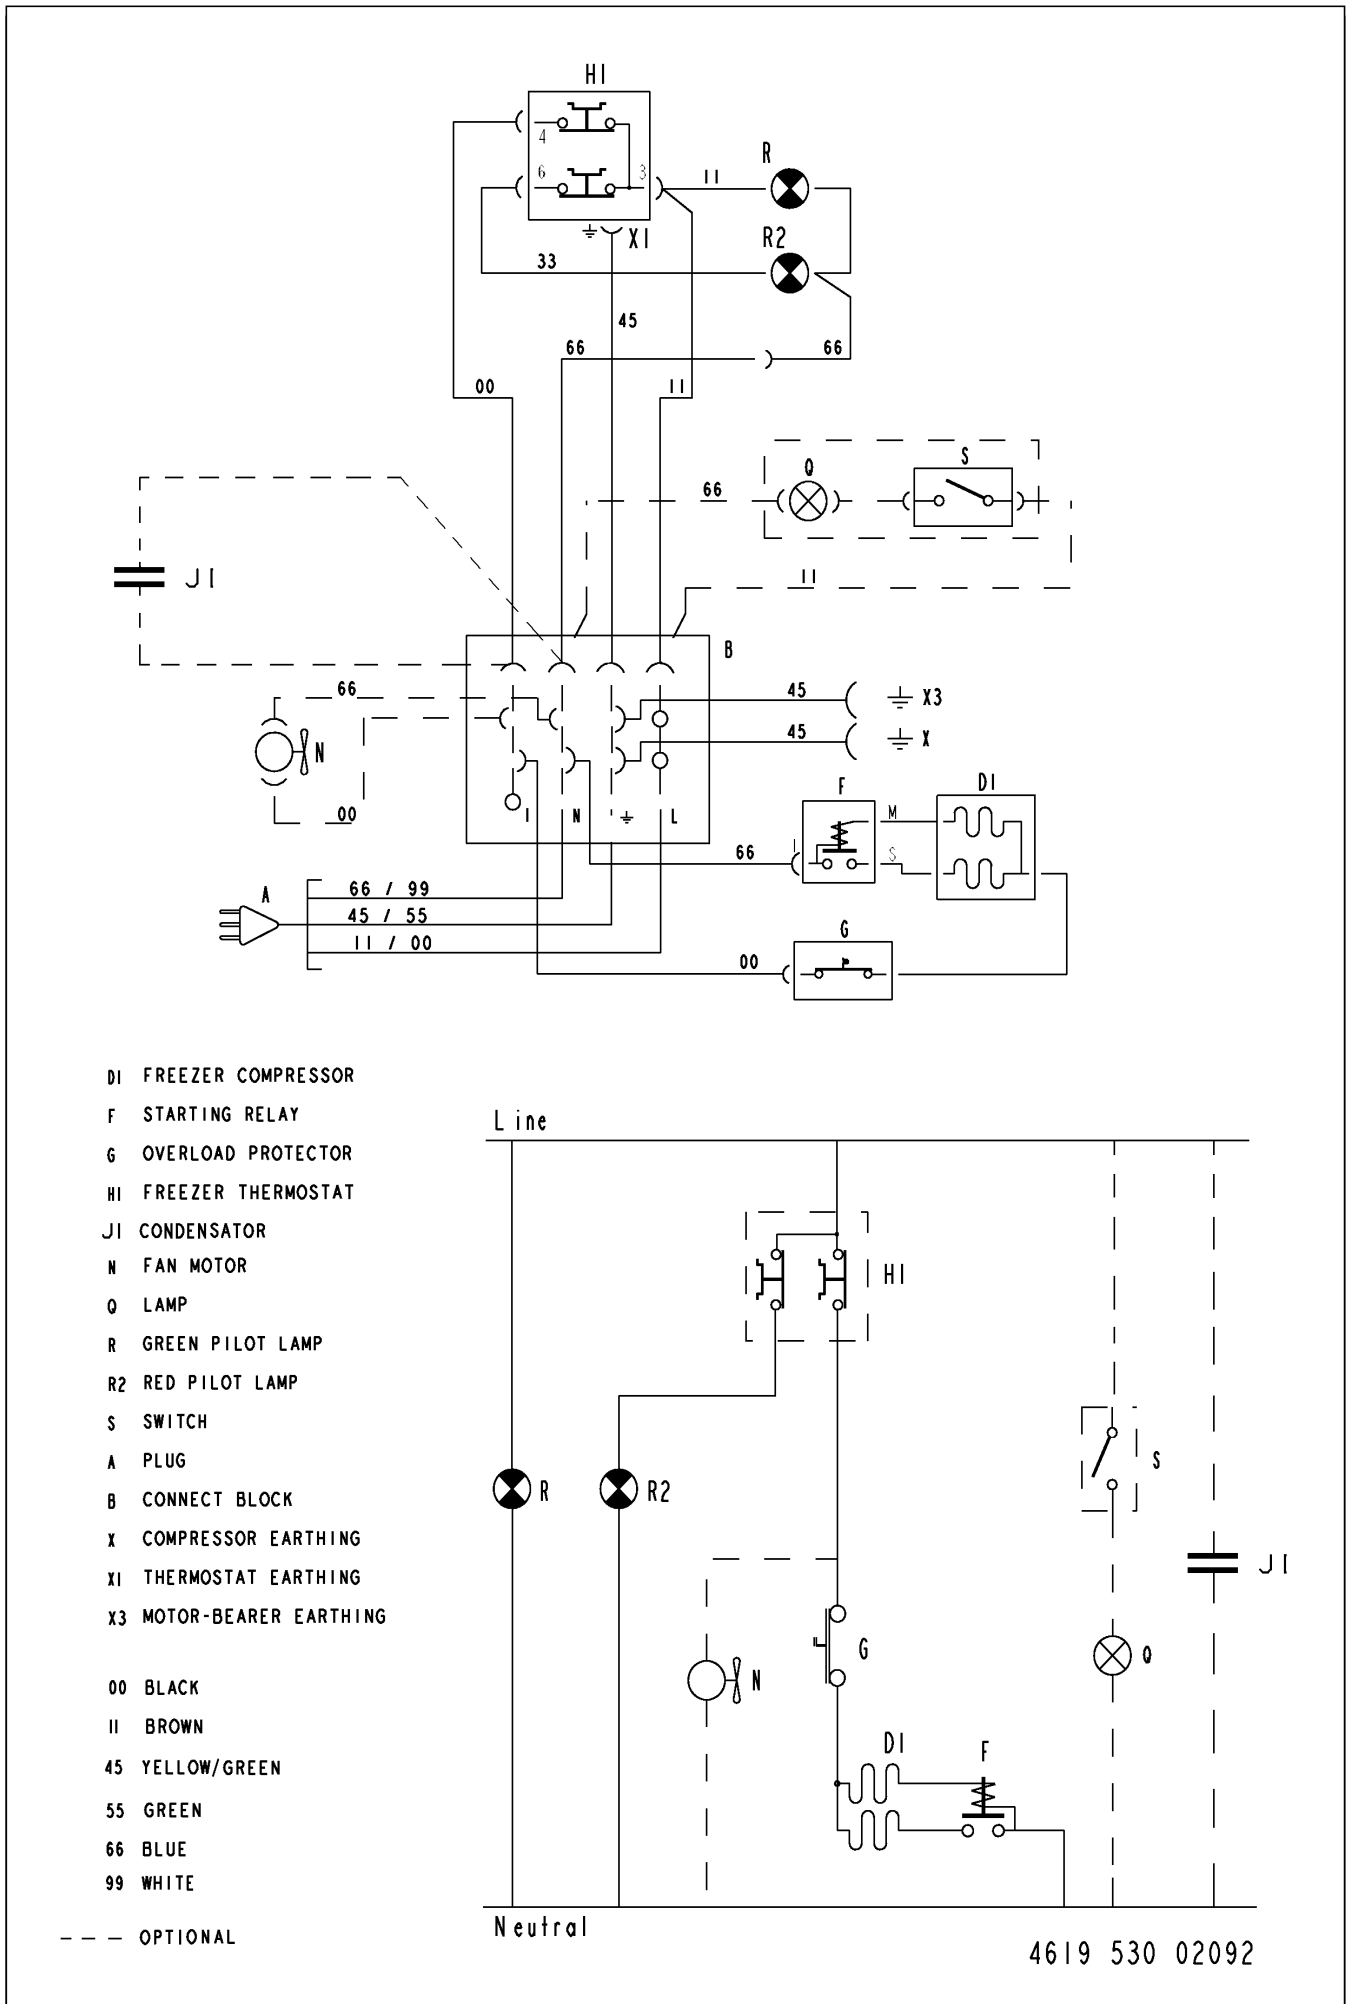 H1
4
6
3
11
R
R2
X1
33
45
66
66
00
11
Q
S
66
J1
11
B
66
45
X3
45
X
N
00
1
N
L
F
D1
M
S
1
66
A
66 / 99
45 / 55
11 / 00
G
00
D1 FREEZER COMPRESSOR
F STARTING RELAY
G OVERLOAD PROTECTOR
H1 FREEZER THERMOSTAT
J1 CONDENSATOR
N FAN MOTOR
Q LAMP
R GREEN PILOT LAMP
R2 RED PILOT LAMP
S SWITCH
A PLUG
B CONNECT BLOCK
X COMPRESSOR EARTHING
X1 THERMOSTAT EARTHING
X3 MOTOR-BEARER EARTHING
00 BLACK
11 BROWN
45 YELLOW/GREEN
55 GREEN
66 BLUE
99 WHITE
--- OPTIONAL
Line
H1
S
R
R2
J1
G
Q
N
D1
F
Neutral
4619 530 02092